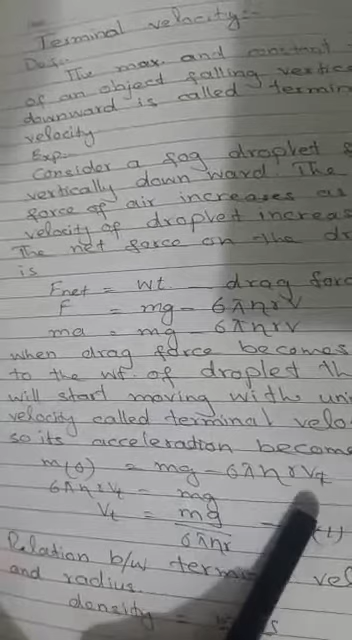 Terminal velocity:-
Def.
The max. and constant
of an object falling vertic
downward is called termin
velocity
Exp.
Consider a fog droplet f
vertically down ward. The
force of air increases as
velocity of droplet increas
The net force on the dr
is
Fnet = wt - drag forc
F = mg - 6πηrv
ma = mg - 6πηrv
when drag force becomes
to the wt. of droplet th
will start moving with uni
velocity called terminal velo
so its acceleration become
m(0) = mg - 6πηrVt
6πηrVt = mg
Vt = mg / 6πηr - (1)
Relation b/w termin vel
and radius.
density =